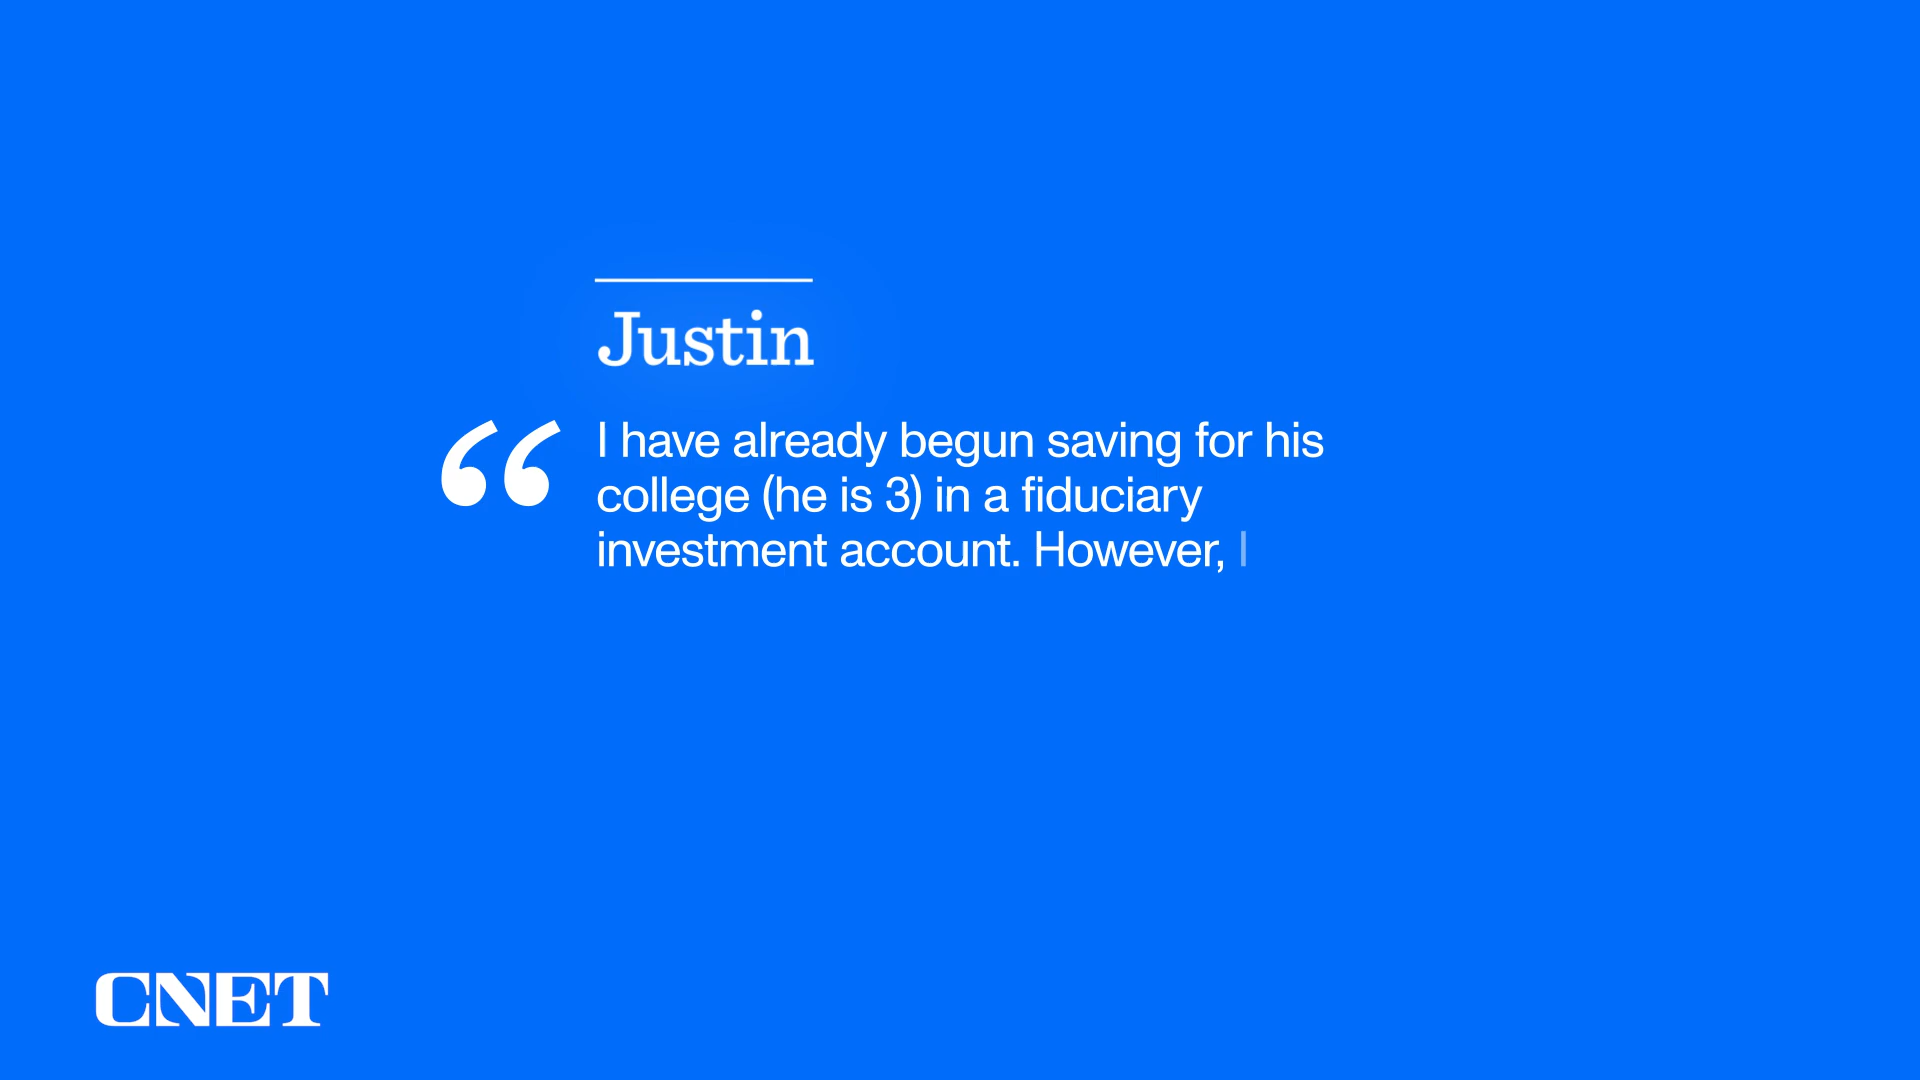 Justin
“
I have already begun saving for his
college (he is 3) in a fiduciary
investment account. However, I
CNET